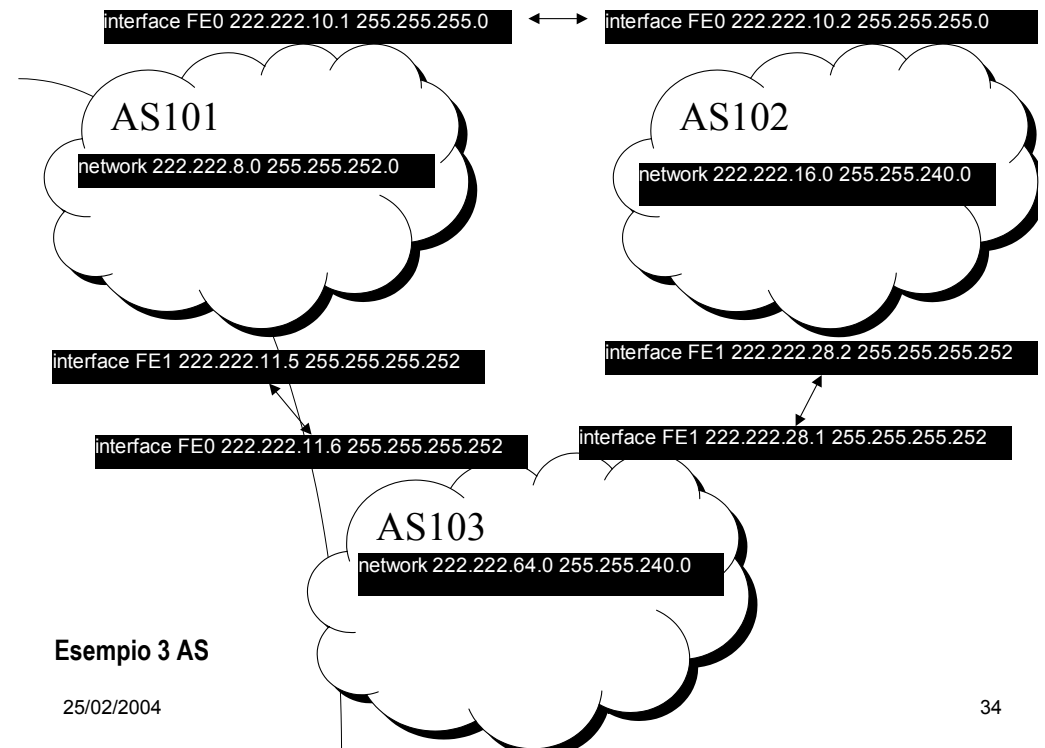 interface FE0 222.222.10.1 255.255.255.0
interface FE0 222.222.10.2 255.255.255.0
AS101
AS102
network 222.222.8.0 255.255.252.0
network 222.222.16.0 255.255.240.0
interface FE1 222.222.11.5 255.255.255.252
interface FE1 222.222.28.2 255.255.255.252
interface FE0 222.222.11.6 255.255.255.252
interface FE1 222.222.28.1 255.255.255.252
AS103
network 222.222.64.0 255.255.240.0
Esempio 3 AS
25/02/2004
34